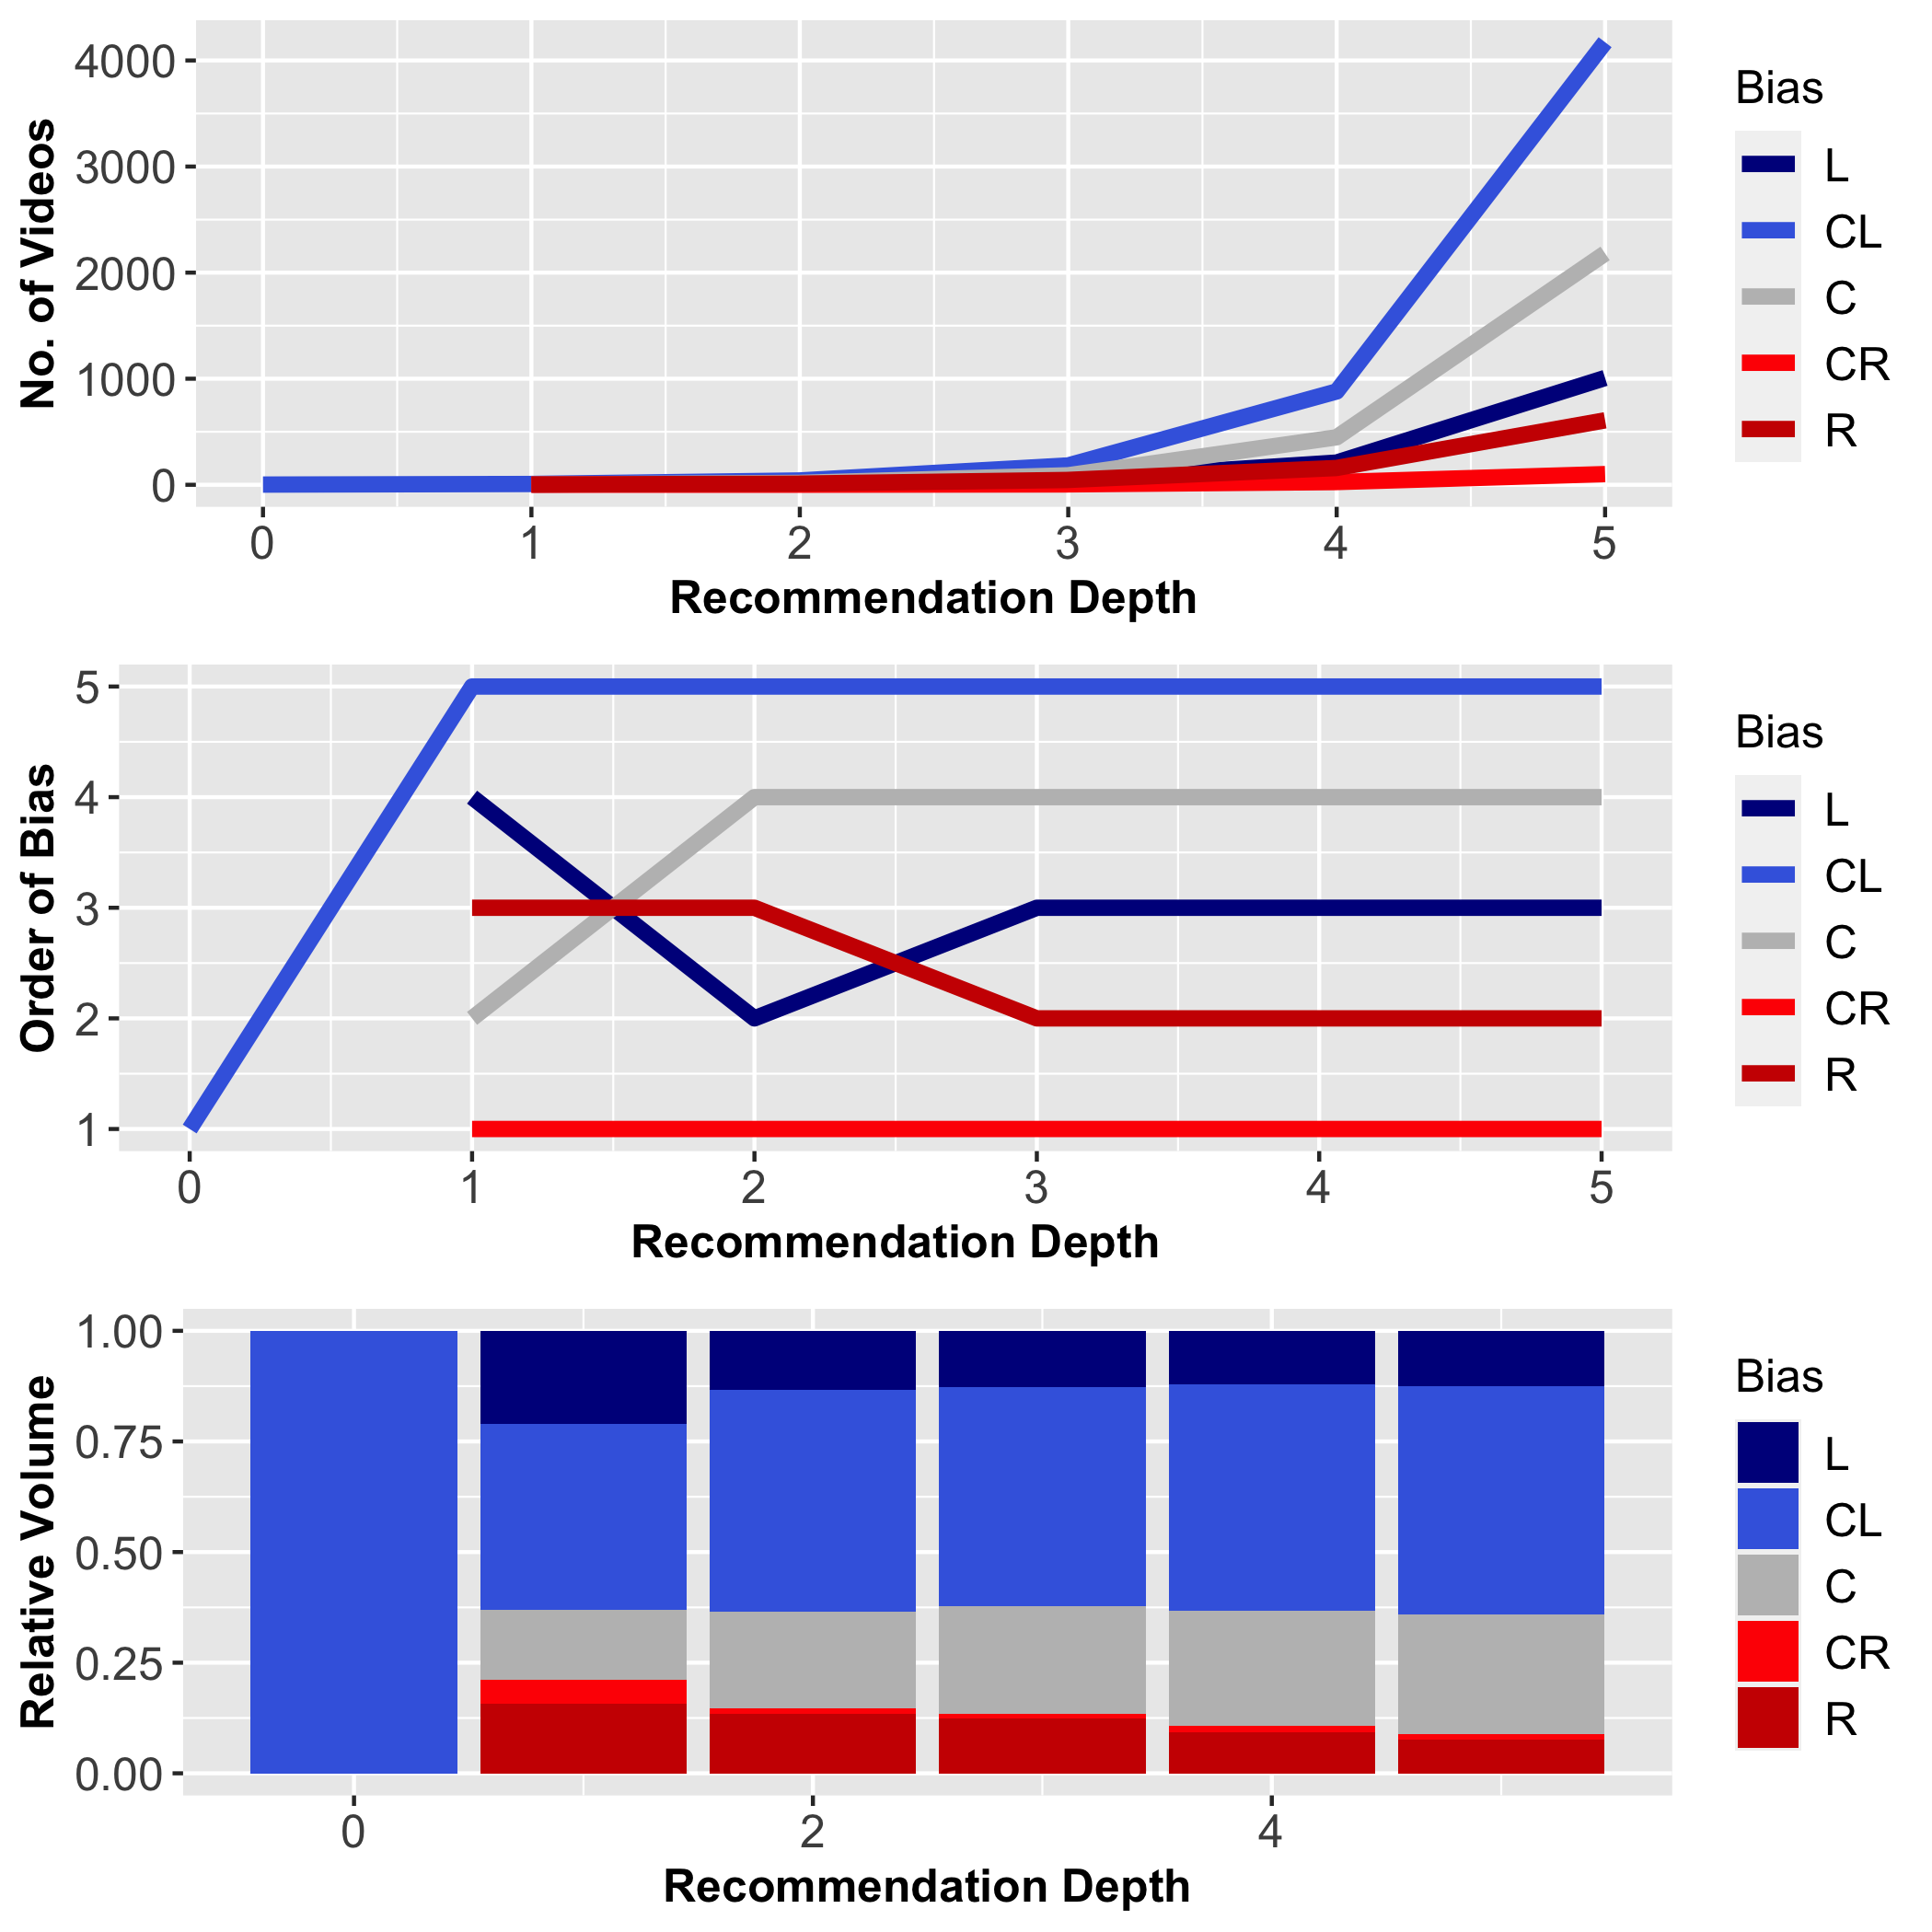 No. of Videos
4000
3000
2000
1000
0
0 1 2 3 4 5
Recommendation Depth
Bias
L
CL
C
CR
R
Order of Bias
5
4
3
2
1
0 1 2 3 4 5
Recommendation Depth
Bias
L
CL
C
CR
R
Relative Volume
1.00
0.75
0.50
0.25
0.00
0 2 4
Recommendation Depth
Bias
L
CL
C
CR
R